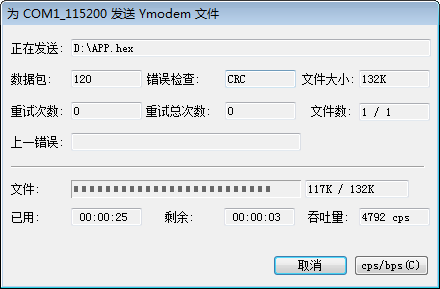 为 COM1_115200 发送 Ymodem 文件
正在发送: D:\APP.hex
数据包: 120 错误检查: CRC 文件大小: 132K
重试次数: 0 重试总次数: 0 文件数: 1 / 1
上一错误:
文件: 117K / 132K
已用: 00:00:25 剩余: 00:00:03 吞吐量: 4792 cps
取消 cps/bps(C)